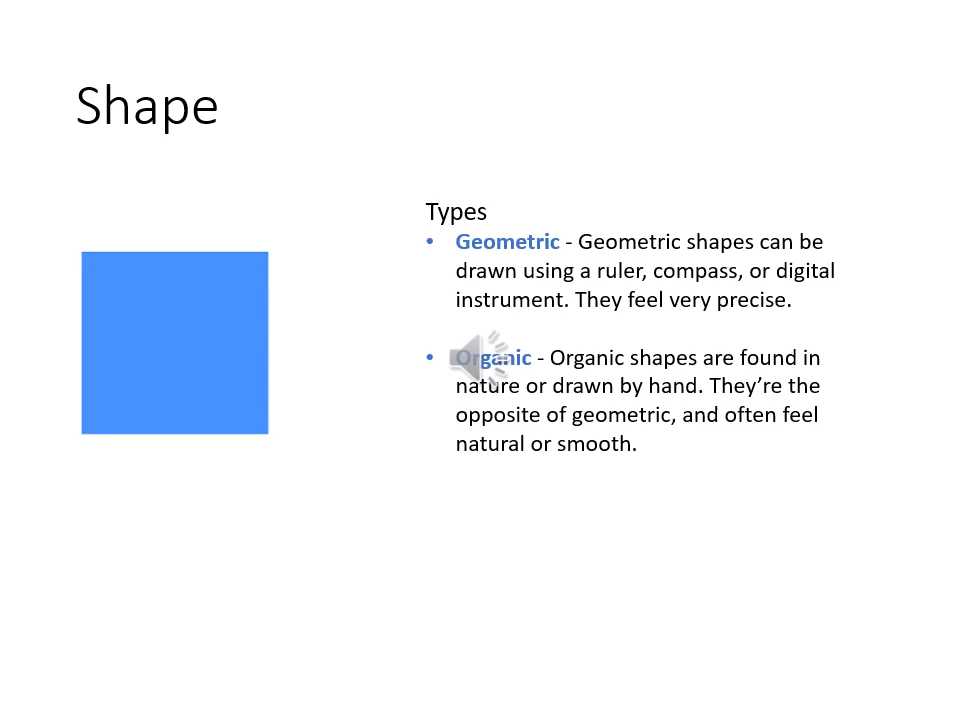 Shape
Types
• Geometric - Geometric shapes can be
drawn using a ruler, compass, or digital
instrument. They feel very precise.
• Organic - Organic shapes are found in
nature or drawn by hand. They’re the
opposite of geometric, and often feel
natural or smooth.